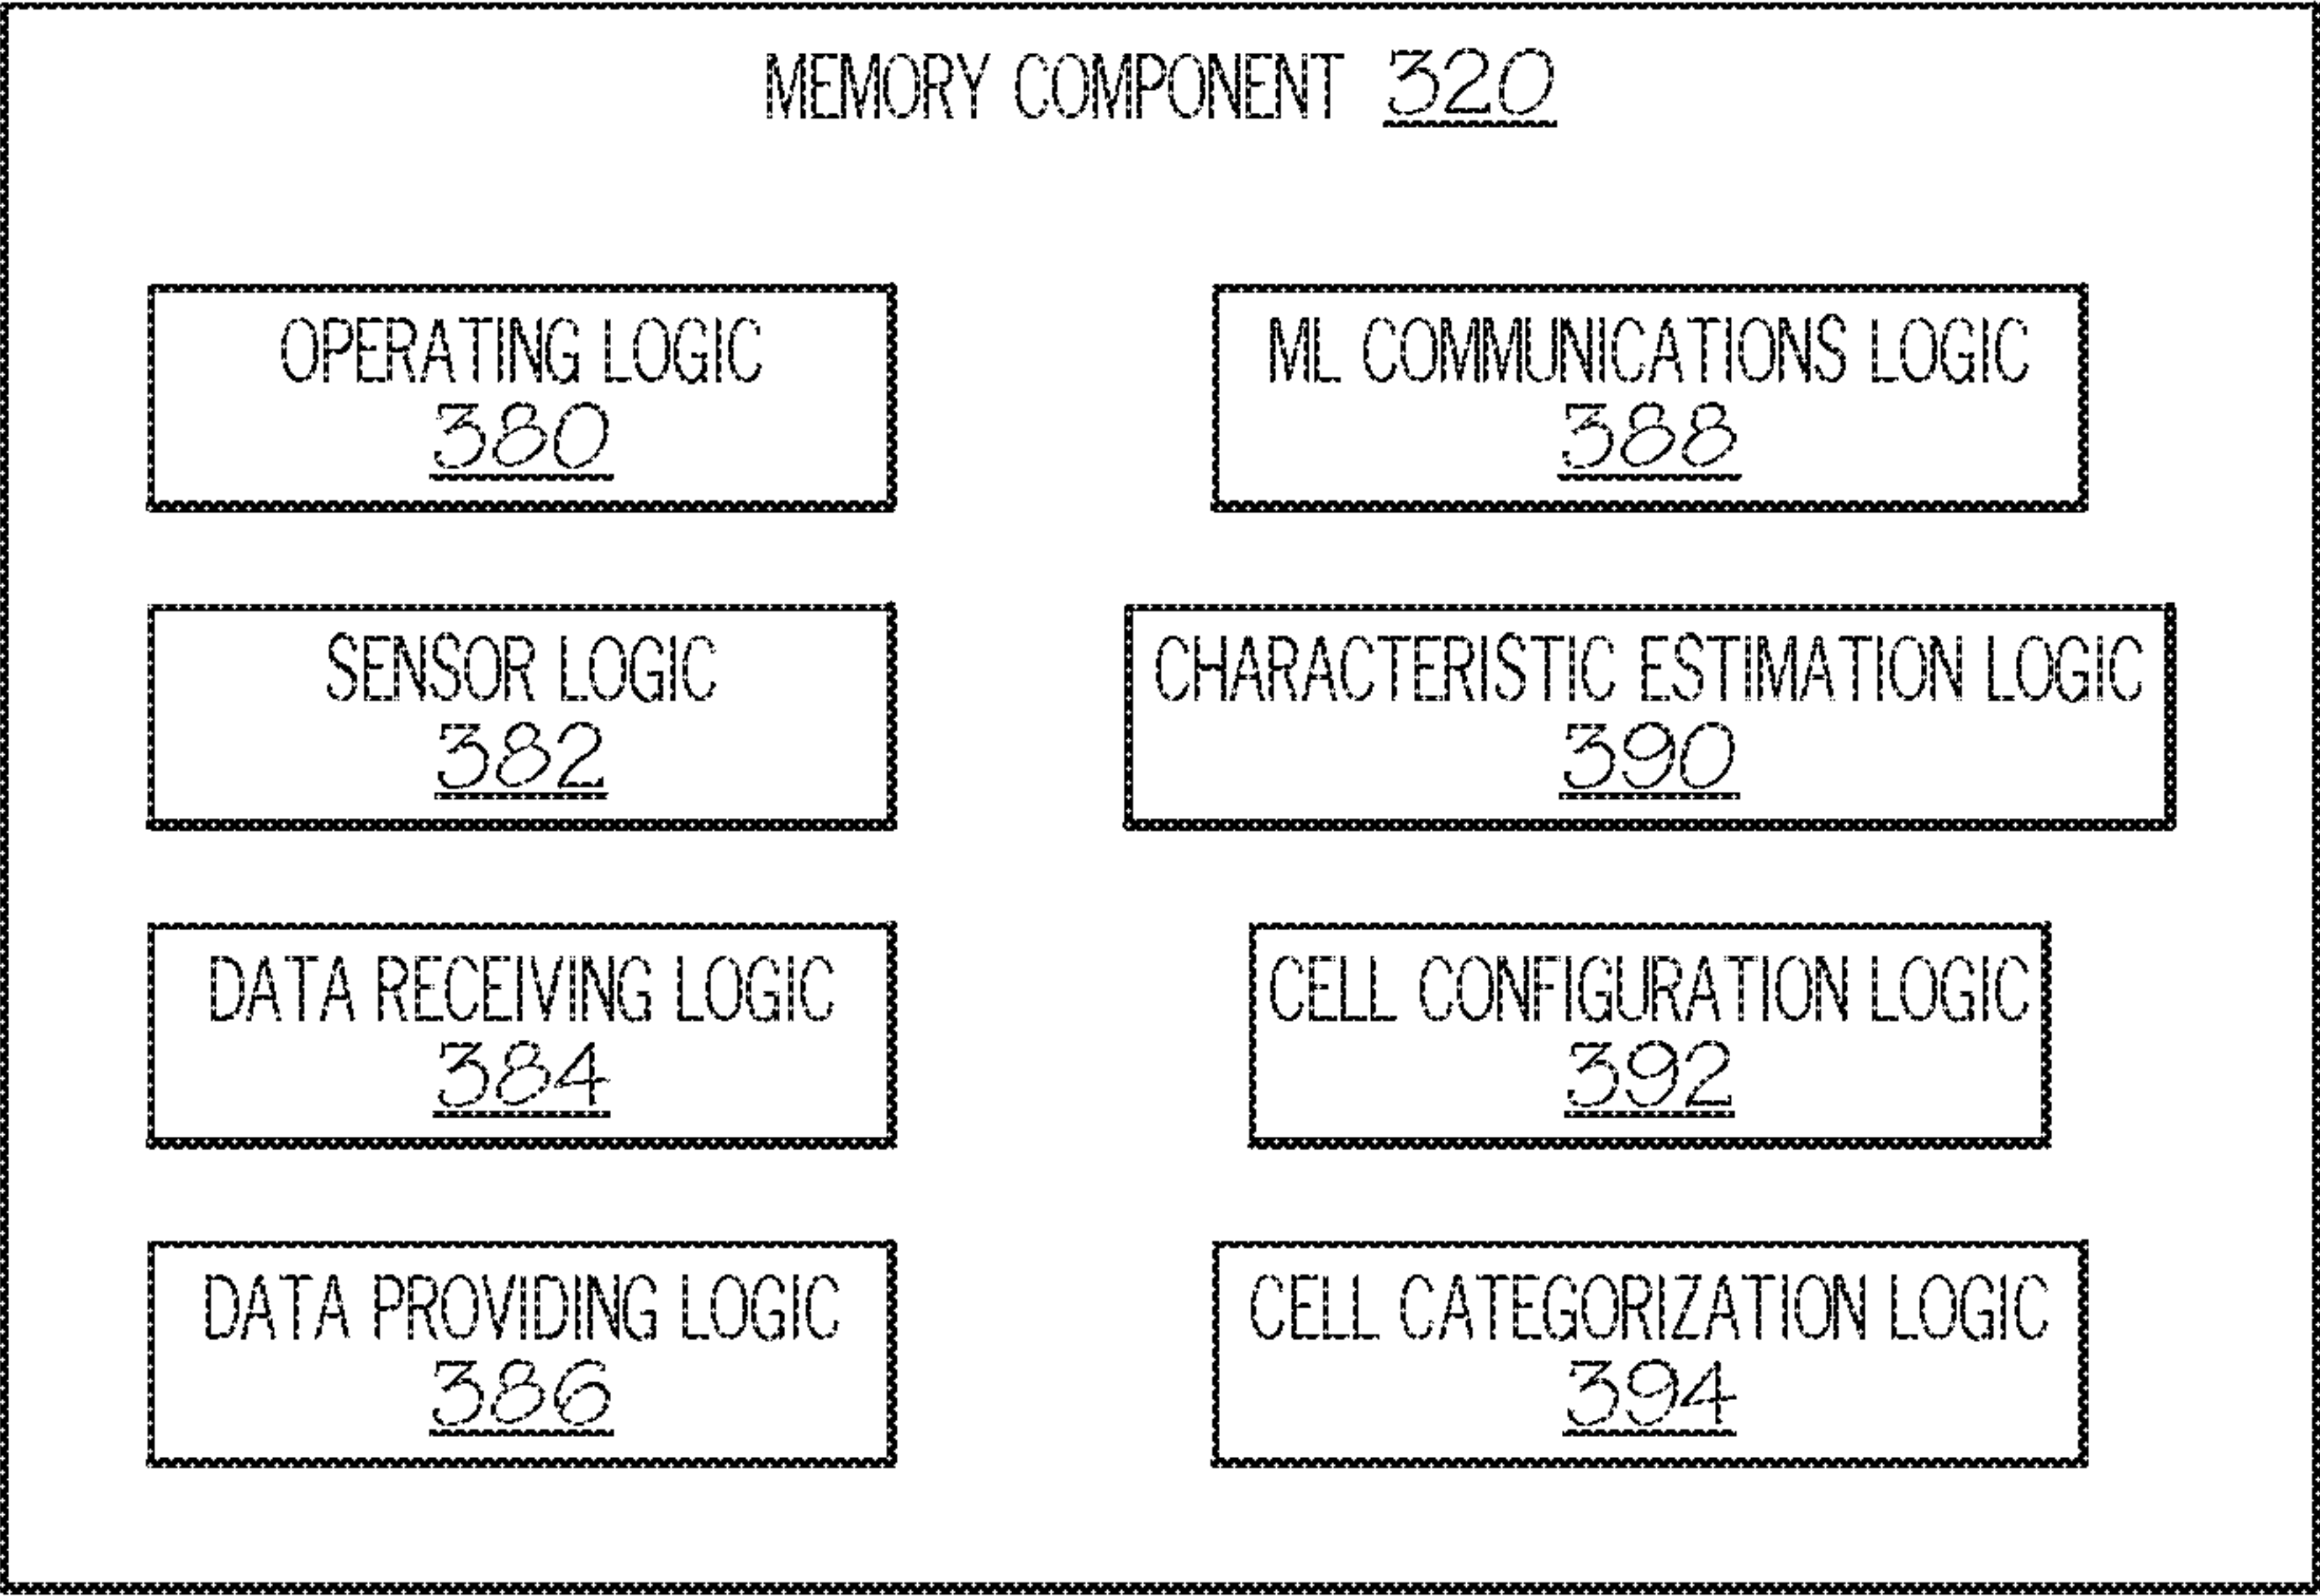 MEMORY COMPONENT 320
OPERATING LOGIC
380
SENSOR LOGIC
382
DATA RECEIVING LOGIC
384
DATA PROVIDING LOGIC
386
ML COMMUNICATIONS LOGIC
388
CHARACTERISTIC ESTIMATION LOGIC
390
CELL CONFIGURATION LOGIC
392
CELL CATEGORIZATION LOGIC
394